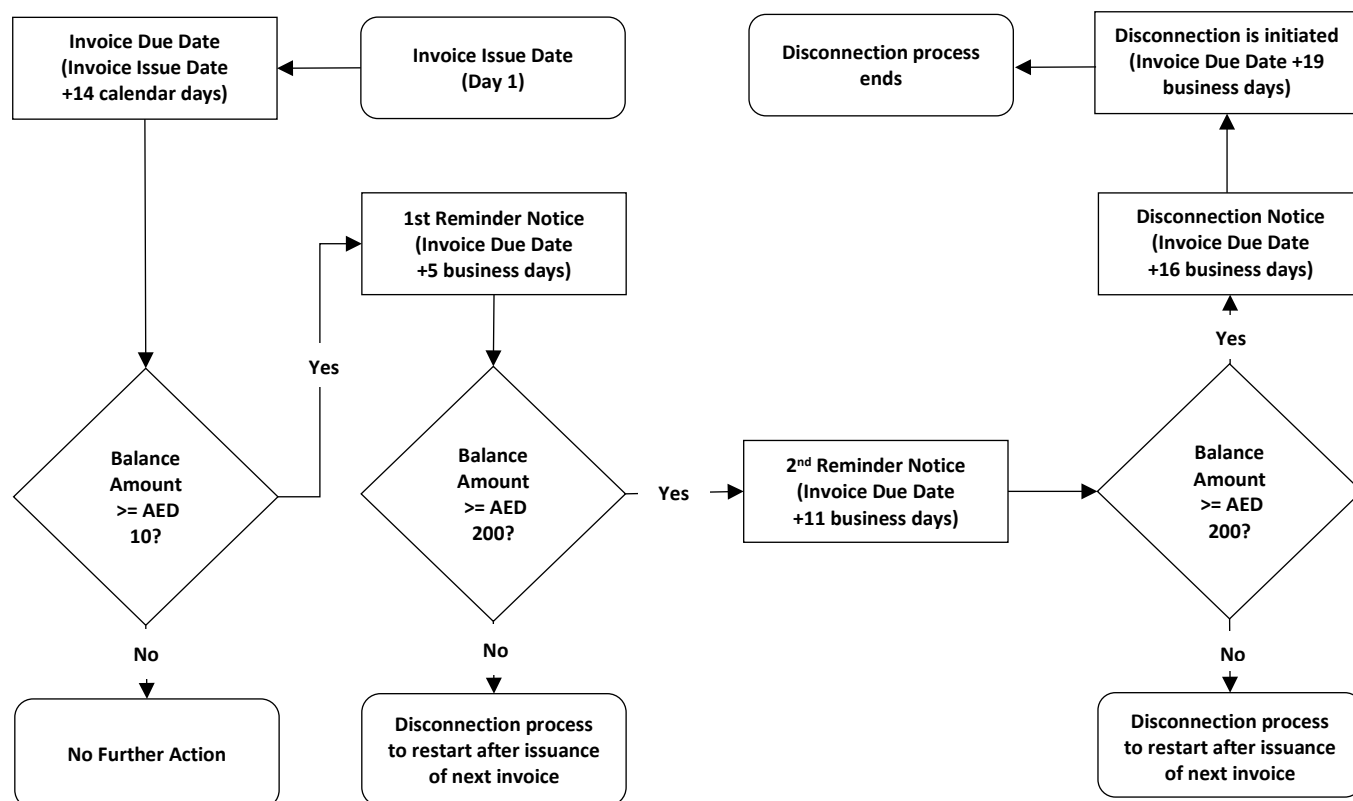 Invoice Due Date
(Invoice Issue Date
+14 calendar days)
Invoice Issue Date
(Day 1)
Disconnection process
ends
Disconnection is initiated
(Invoice Due Date +19
business days)
1st Reminder Notice
(Invoice Due Date
+5 business days)
Disconnection Notice
(Invoice Due Date
+16 business days)
Yes
Yes
Balance
Amount
>= AED
10?
Balance
Amount
>= AED
200?
Yes
2nd Reminder Notice
(Invoice Due Date
+11 business days)
Balance
Amount
>= AED
200?
No
No
No
No Further Action
Disconnection process
to restart after issuance
of next invoice
Disconnection process
to restart after issuance
of next invoice